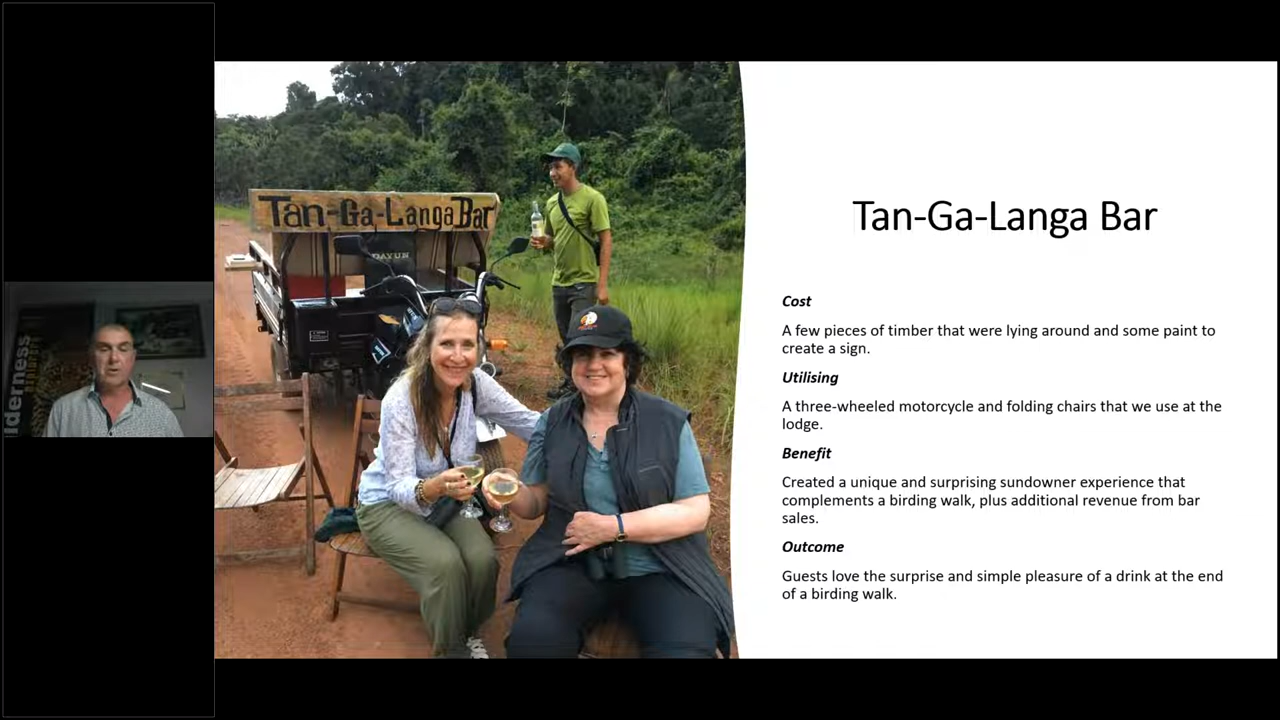 Tan-Ga-Langa Bar
DAYUN
Tan-Ga-Langa Bar
Cost
A few pieces of timber that were lying around and some paint to
create a sign.
Utilising
A three-wheeled motorcycle and folding chairs that we use at the
lodge.
Benefit
Created a unique and surprising sundowner experience that
complements a birding walk, plus additional revenue from bar
sales.
Outcome
Guests love the surprise and simple pleasure of a drink at the end
of a birding walk.